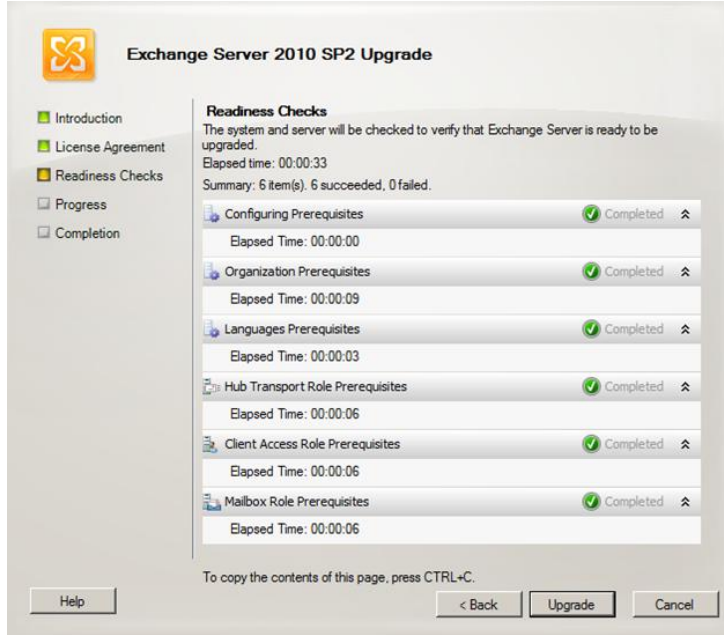 Exchange Server 2010 SP2 Upgrade
Introduction
License Agreement
Readiness Checks
Progress
Completion
Readiness Checks
The system and server will be checked to verify that Exchange Server is ready to be
upgraded.
Elapsed time: 00:00:33
Summary: 6 item(s). 6 succeeded, 0 failed.
Configuring Prerequisites Completed
Elapsed Time: 00:00:00
Organization Prerequisites Completed
Elapsed Time: 00:00:09
Languages Prerequisites Completed
Elapsed Time: 00:00:03
Hub Transport Role Prerequisites Completed
Elapsed Time: 00:00:06
Client Access Role Prerequisites Completed
Elapsed Time: 00:00:06
Mailbox Role Prerequisites Completed
Elapsed Time: 00:00:06
To copy the contents of this page, press CTRL+C.
Help < Back Upgrade Cancel